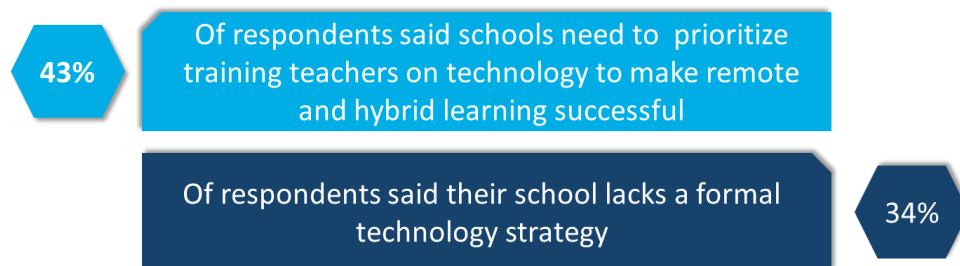 43%
Of respondents said schools need to prioritize
training teachers on technology to make remote
and hybrid learning successful
Of respondents said their school lacks a formal
technology strategy
34%